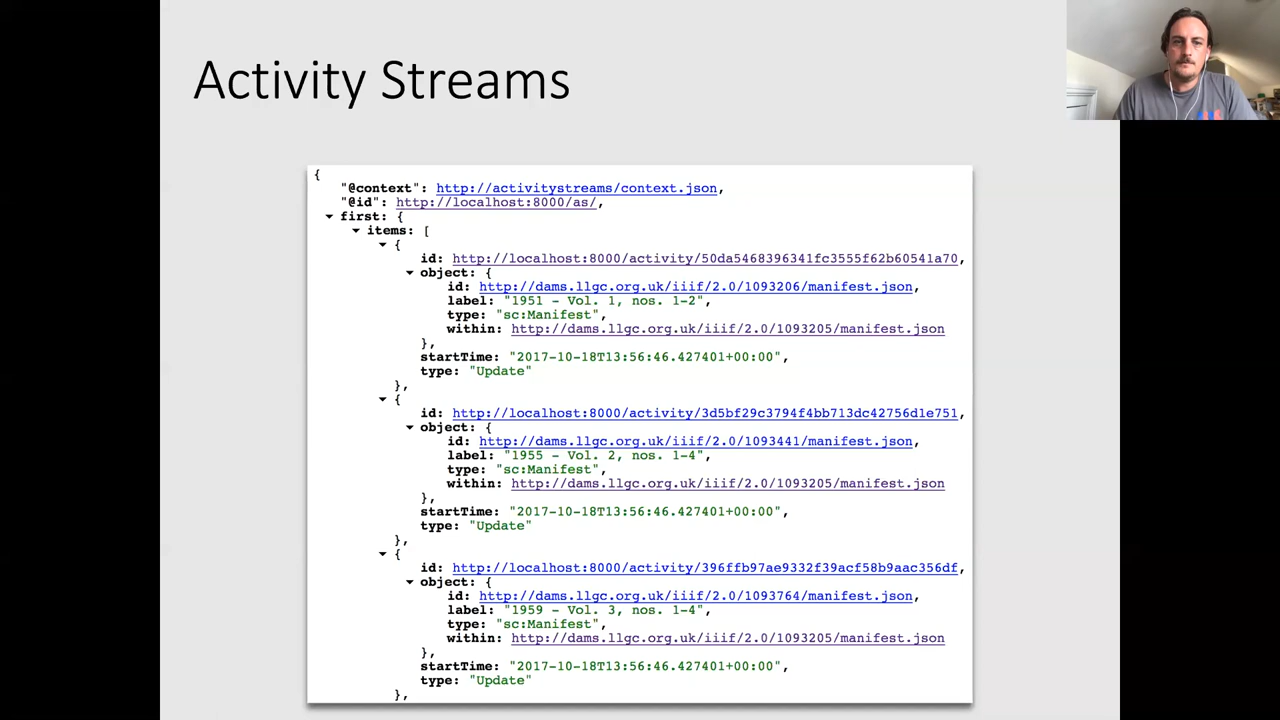 Activity Streams
{
"@context": http://activitystreams/context.json,
"@id": http://localhost:8000/as/,
first: {
items: [
{
id: http://localhost:8000/activity/50da5468396341fc3555f62b60541a70,
object: {
id: http://dams.llgc.org.uk/iiif/2.0/1093206/manifest.json,
label: "1951 - Vol. 1, nos. 1-2",
type: "sc:Manifest",
within: http://dams.llgc.org.uk/iiif/2.0/1093205/manifest.json
},
startTime: "2017-10-18T13:56:46.427401+00:00",
type: "Update"
},
{
id: http://localhost:8000/activity/3d5bf29c3794f4bb713dc42756d1e751,
object: {
id: http://dams.llgc.org.uk/iiif/2.0/1093441/manifest.json,
label: "1955 - Vol. 2, nos. 1-4",
type: "sc:Manifest",
within: http://dams.llgc.org.uk/iiif/2.0/1093205/manifest.json
},
startTime: "2017-10-18T13:56:46.427401+00:00",
type: "Update"
},
{
id: http://localhost:8000/activity/396ffb97ae9332f39acf58b9aac356df,
object: {
id: http://dams.llgc.org.uk/iiif/2.0/1093764/manifest.json,
label: "1959 - Vol. 3, nos. 1-4",
type: "sc:Manifest",
within: http://dams.llgc.org.uk/iiif/2.0/1093205/manifest.json
},
startTime: "2017-10-18T13:56:46.427401+00:00",
type: "Update"
},